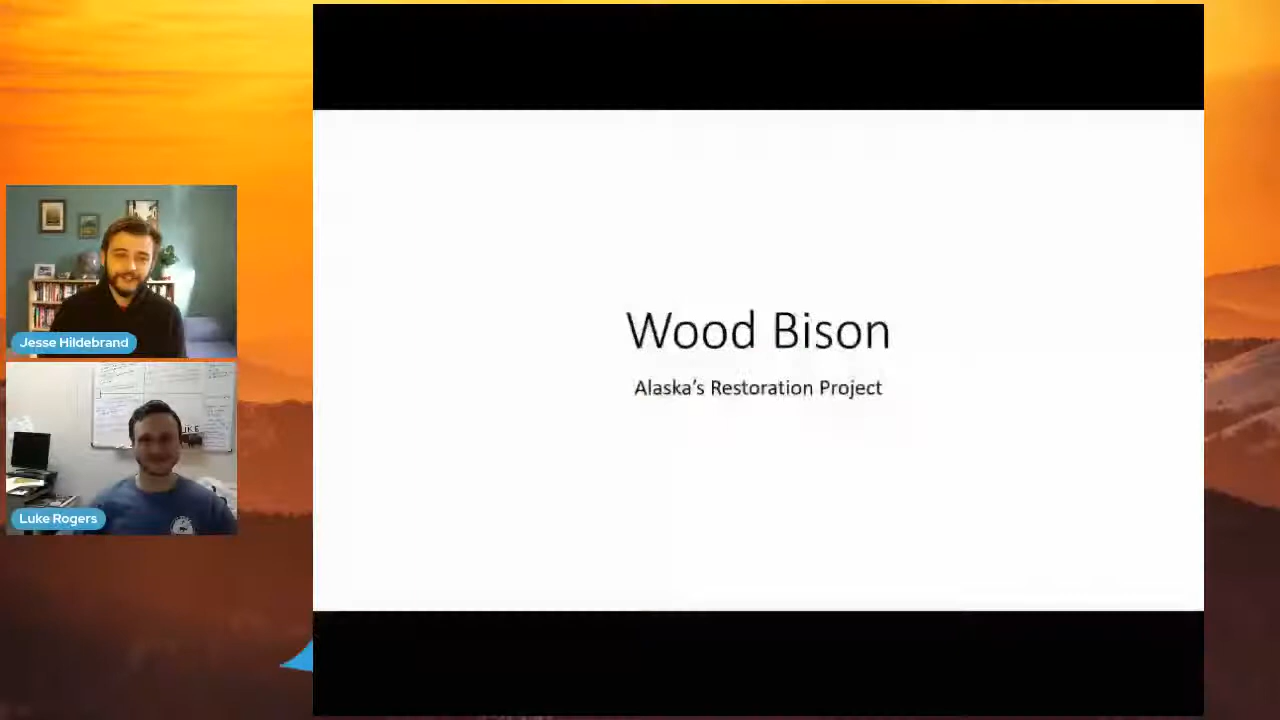 Wood Bison
Alaska's Restoration Project
Jesse Hildebrand
Luke Rogers